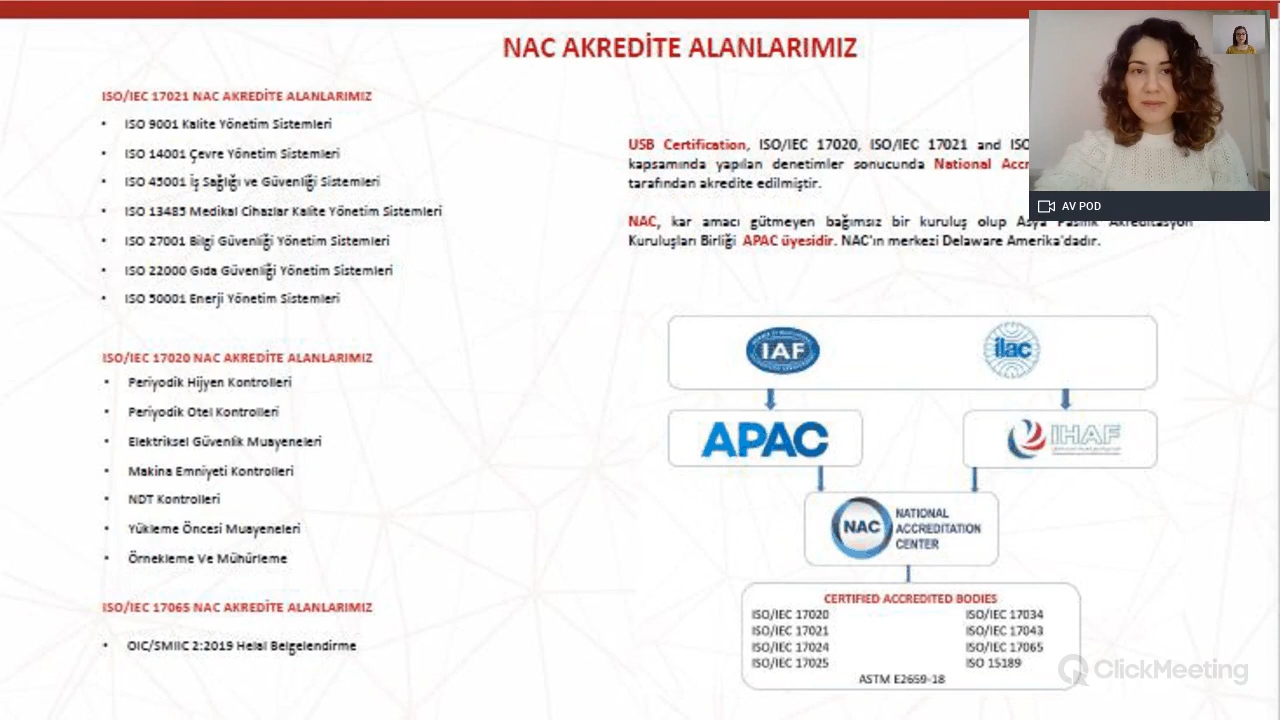 NAC AKREDİTE ALANLARIMIZ
ISO/IEC 17021 NAC AKREDİTE ALANLARIMIZ
• ISO 9001 Kalite Yönetim Sistemleri
• ISO 14001 Çevre Yönetim Sistemleri
• ISO 45001 İş Sağlığı ve Güvenliği Sistemleri
• ISO 13485 Medikal Cihazlar Kalite Yönetim Sistemleri
• ISO 27001 Bilgi Güvenliği Yönetim Sistemleri
• ISO 22000 Gıda Güvenliği Yönetim Sistemleri
• ISO 50001 Enerji Yönetim Sistemleri
ISO/IEC 17020 NAC AKREDİTE ALANLARIMIZ
• Periyodik Hijyen Kontrolleri
• Periyodik Otel Kontrolleri
• Elektriksel Güvenlik Muayeneleri
• Makina Emniyeti Kontrolleri
• NDT Kontrolleri
• Yükleme Öncesi Muayeneleri
• Örnekleme Ve Mühürleme
ISO/IEC 17065 NAC AKREDİTE ALANLARIMIZ
• OIC/SMIIC 2:2019 Helal Belgelendirme
USB Certification, ISO/IEC 17020, ISO/IEC 17021 and ISO
kapsamında yapılan denetimler sonucunda National Accr
tarafından akredite edilmiştir.
NAC, kar amacı gütmeyen bağımsız bir kuruluş olup Asya Pasifik Akreditasyon
Kuruluşları Birliği APAC üyesidir. NAC'ın merkezi Delaware Amerika'dadır.
AV POD
IAF
ilac
APAC
IHAF
NAC
NATIONAL
ACCREDITATION
CENTER
CERTIFIED ACCREDITED BODIES
ISO/IEC 17020 ISO/IEC 17034
ISO/IEC 17021 ISO/IEC 17043
ISO/IEC 17024 ISO/IEC 17065
ISO/IEC 17025 ISO 15189
ASTM E2659-18
ClickMeeting